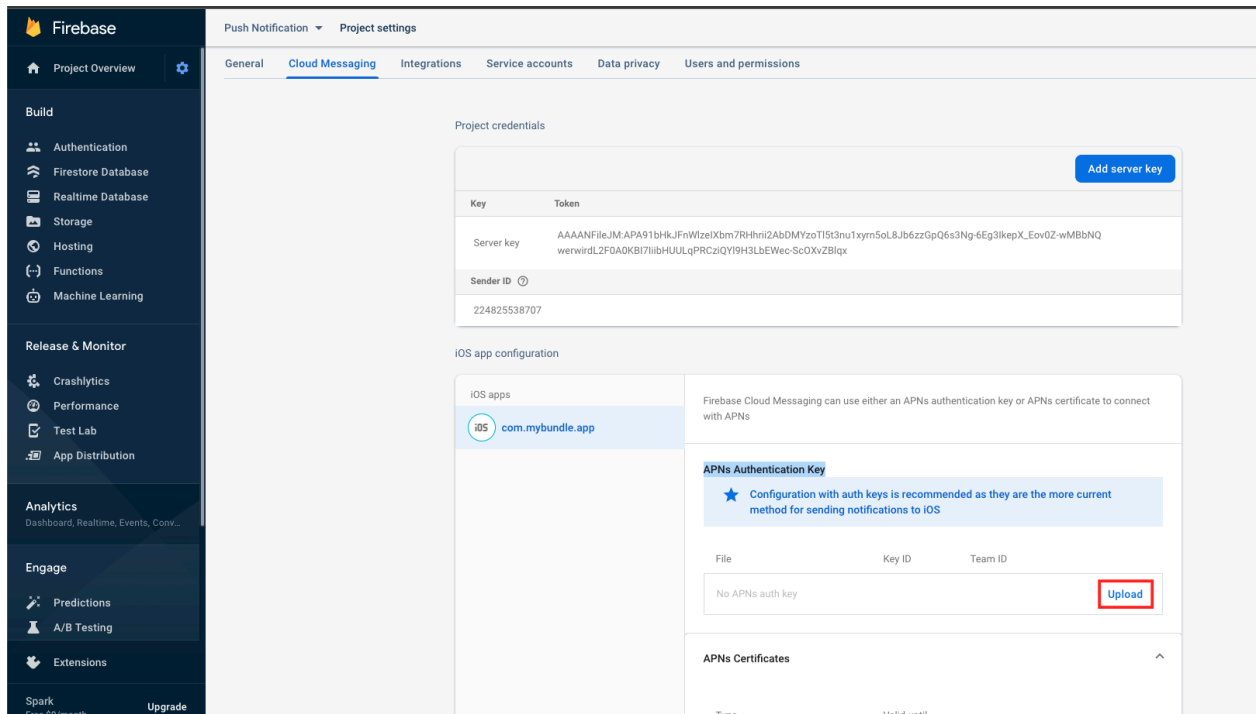 Firebase
Push Notification Project settings
Project Overview
General Cloud Messaging Integrations Service accounts Data privacy Users and permissions
Build
Authentication
Firestore Database
Realtime Database
Storage
Hosting
Functions
Machine Learning
Release & Monitor
Crashlytics
Performance
Test Lab
App Distribution
Analytics
Dashboard, Realtime, Events, Conv...
Engage
Predictions
A/B Testing
Extensions
Spark
Free $0/month
Upgrade
Project credentials
Add server key
Key Token
Server key
Sender ID
224825538707
iOS app configuration
iOS apps
iOS com.mybundle.app
Firebase Cloud Messaging can use either an APNs authentication key or APNs certificate to connect
with APNs
APNs Authentication Key
Configuration with auth keys is recommended as they are the more current
method for sending notifications to iOS
File Key ID Team ID
No APNs auth key Upload
APNs Certificates
Type Valid until